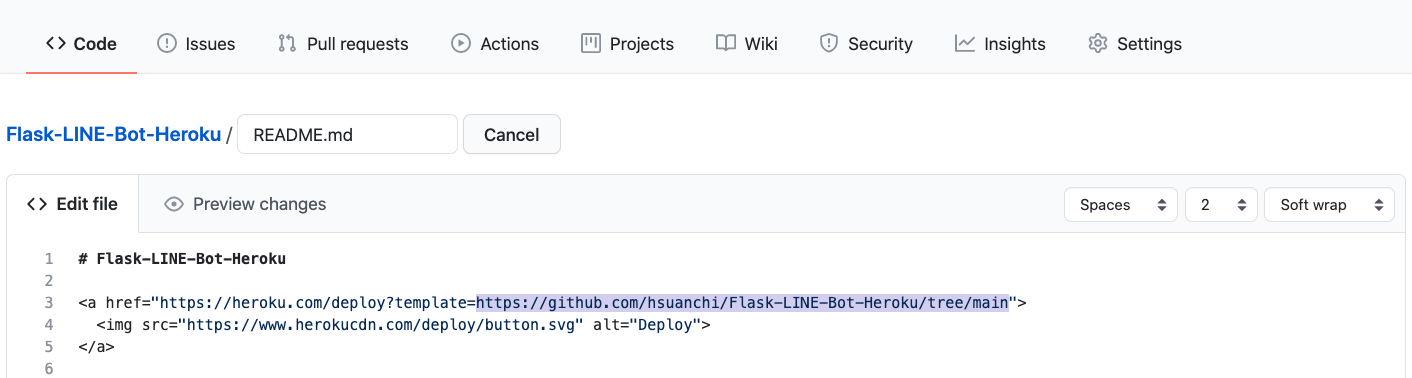 Code Issues Pull requests Actions Projects Wiki Security Insights Settings
Flask-LINE-Bot-Heroku / README.md Cancel
Edit file Preview changes Spaces 2 Soft wrap
1 # Flask-LINE-Bot-Heroku
2
3 <a href="https://heroku.com/deploy?template=https://github.com/hsuanchi/Flask-LINE-Bot-Heroku/tree/main">
4 <img src="https://www.herokucdn.com/deploy/button.svg" alt="Deploy">
5 </a>
6